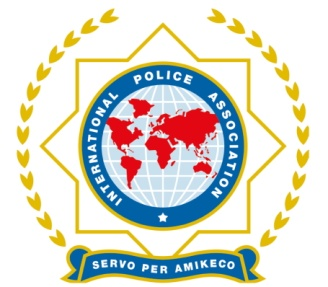 INTERNATIONAL POLICE ASSOCIATION
SERVO PER AMIKECO